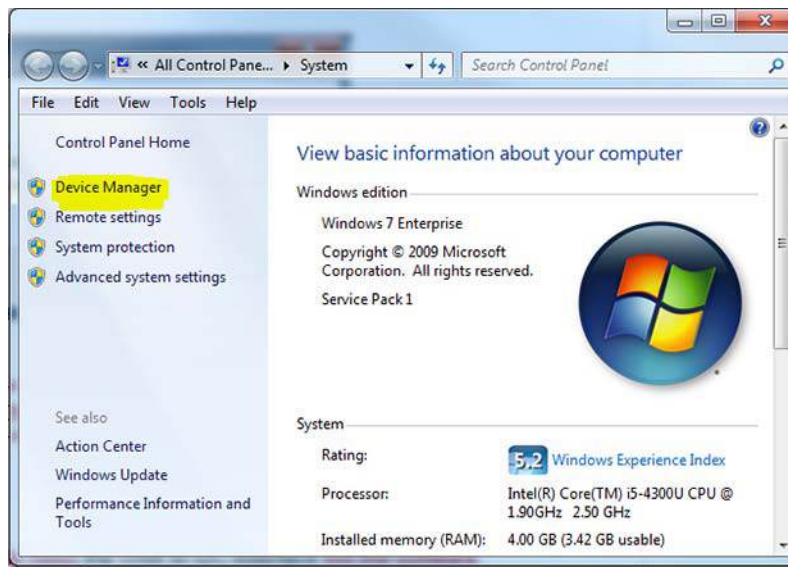 « All Control Pane... ▸ System
Search Control Panel
File Edit View Tools Help
Control Panel Home
Device Manager
Remote settings
System protection
Advanced system settings
See also
Action Center
Windows Update
Performance Information and
Tools
View basic information about your computer
Windows edition
Windows 7 Enterprise
Copyright © 2009 Microsoft
Corporation. All rights reserved.
Service Pack 1
System
Rating:
5.2 Windows Experience Index
Processor:
Intel(R) Core(TM) i5-4300U CPU @
1.90GHz 2.50 GHz
Installed memory (RAM):
4.00 GB (3.42 GB usable)